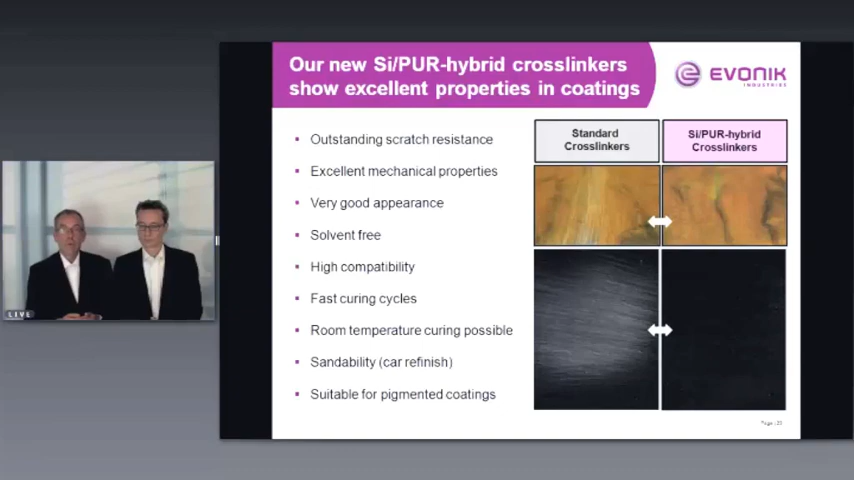 Our new Si/PUR-hybrid crosslinkers
show excellent properties in coatings
EVONIK
INDUSTRIES
Outstanding scratch resistance
Excellent mechanical properties
Very good appearance
Solvent free
High compatibility
Fast curing cycles
Room temperature curing possible
Sandability (car refinish)
Suitable for pigmented coatings
Standard
Crosslinkers
Si/PUR-hybrid
Crosslinkers
LIVE
Page